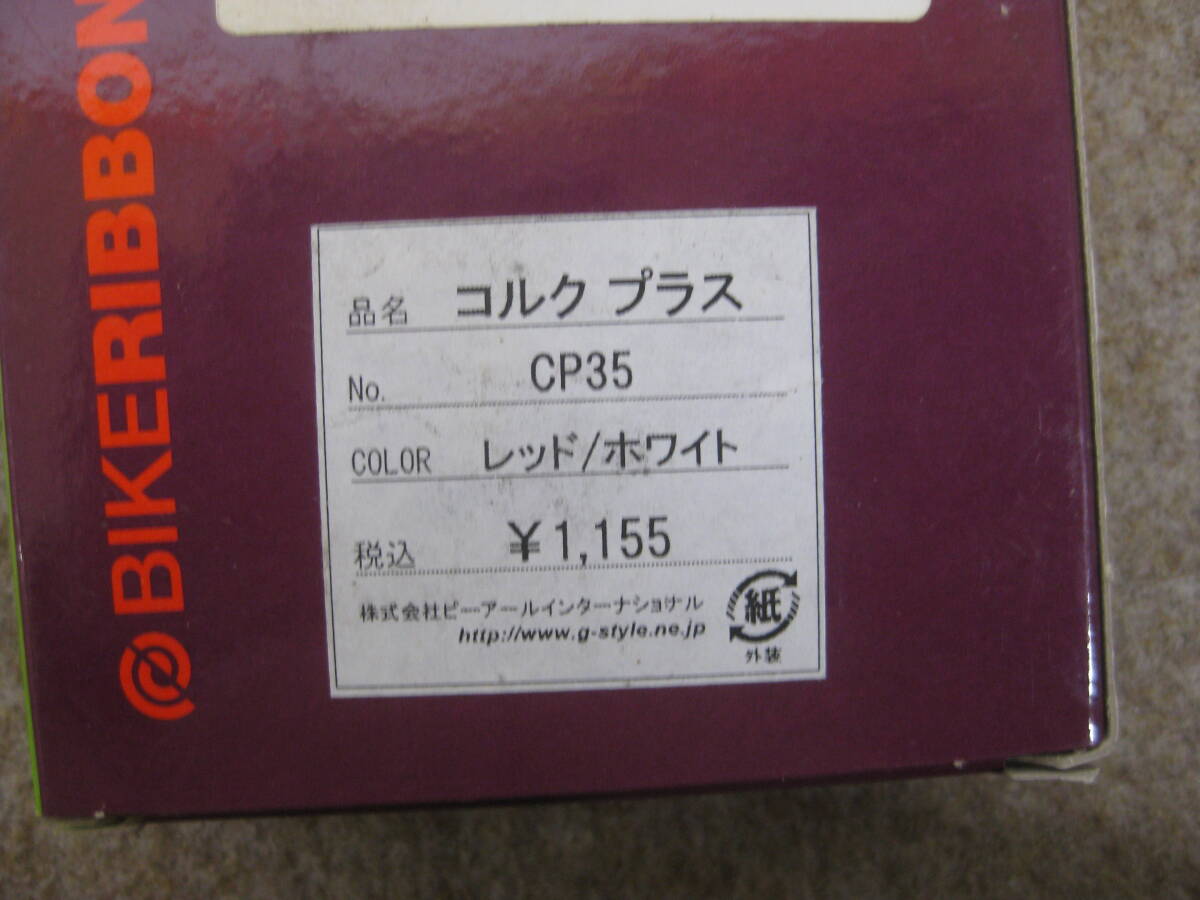 BIKERIBBON
品名 コルク プラス
No. CP35
COLOR レッド/ホワイト
税込 ¥1,155
株式会社ピーアールインターナショナル
http://www.g-style.ne.jp
紙
外装